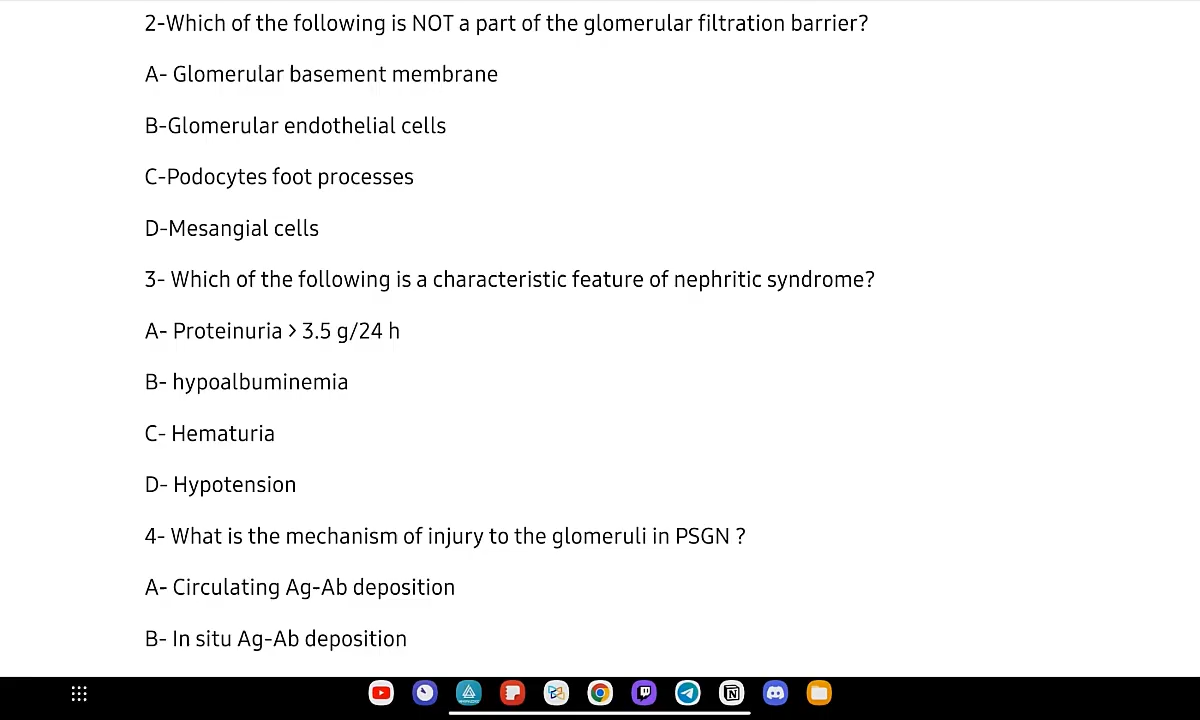 2-Which of the following is NOT a part of the glomerular filtration barrier?
A- Glomerular basement membrane
B-Glomerular endothelial cells
C-Podocytes foot processes
D-Mesangial cells
3- Which of the following is a characteristic feature of nephritic syndrome?
A- Proteinuria > 3.5 g/24 h
B- hypoalbuminemia
C- Hematuria
D- Hypotension
4- What is the mechanism of injury to the glomeruli in PSGN ?
A- Circulating Ag-Ab deposition
B- In situ Ag-Ab deposition